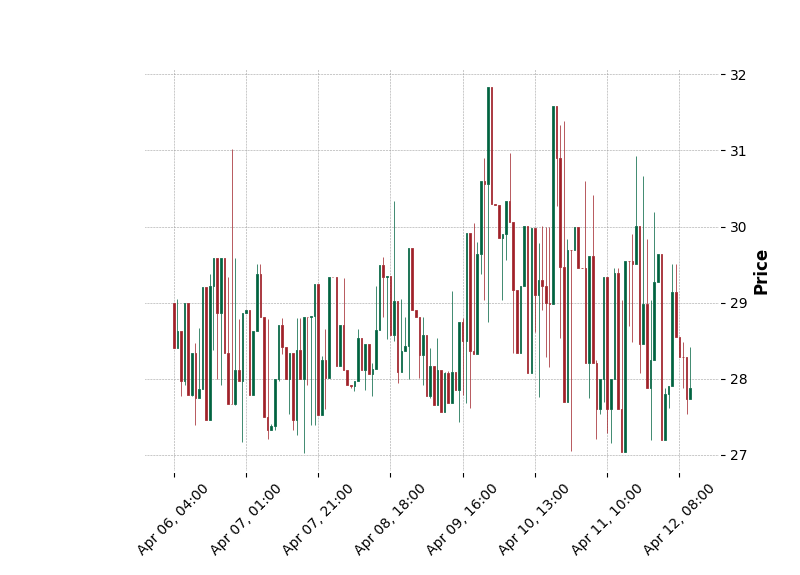 32
31
30
29
28
27
Price
Apr 06, 04:00
Apr 07, 01:00
Apr 07, 21:00
Apr 08, 18:00
Apr 09, 16:00
Apr 10, 13:00
Apr 11, 10:00
Apr 12, 08:00